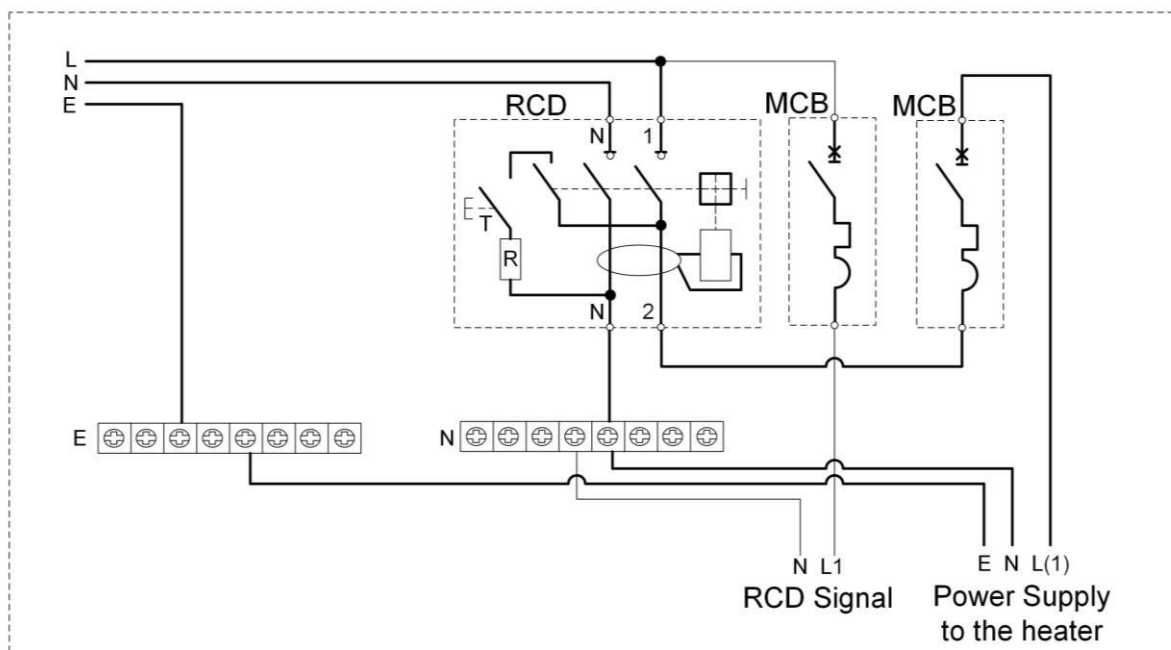 L
N
E
RCD
MCB
MCB
N
1
T
R
N
2
E
N
N L1
E N L(1)
RCD Signal
Power Supply
to the heater